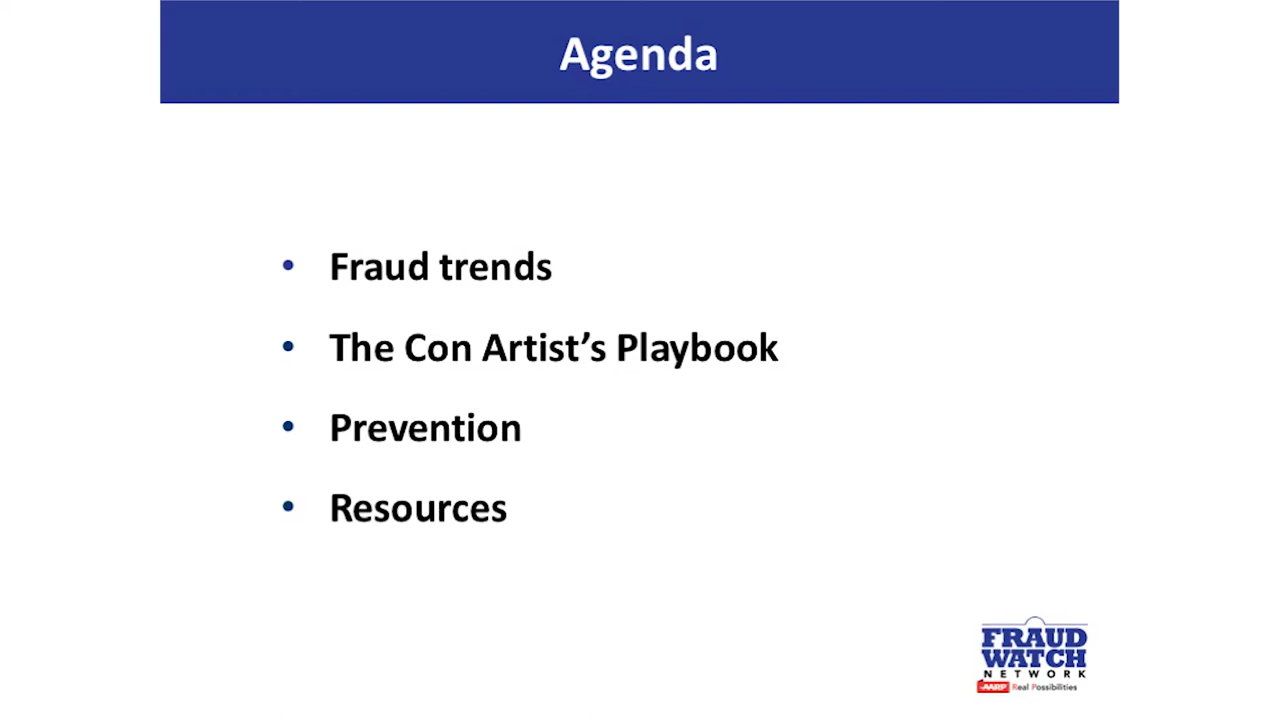 Agenda
• Fraud trends
• The Con Artist’s Playbook
• Prevention
• Resources
FRAUD
WATCH
NETWORK
AARP Real Possibilities